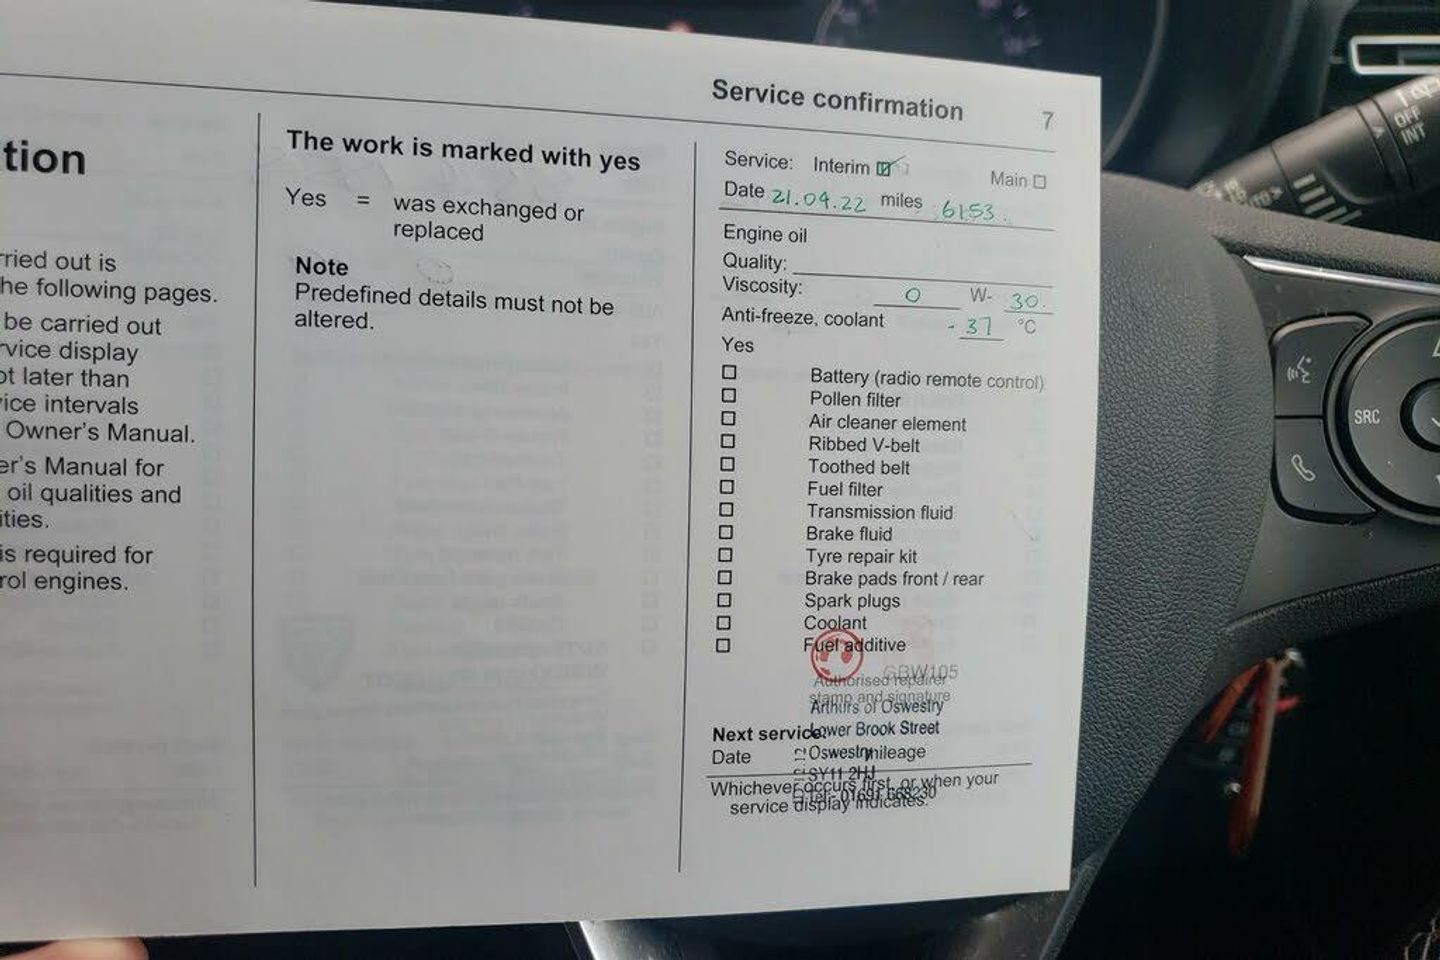 Service confirmation 7
tion
rried out is
he following pages.
be carried out
rvice display
ot later than
vice intervals
Owner's Manual.
er's Manual for
oil qualities and
ities.
is required for
rol engines.
The work is marked with yes
Yes = was exchanged or
replaced
Note
Predefined details must not be
altered.
Service: Interim Main
Date 21.04.22 miles 6153.
Engine oil
Quality:
Viscosity: 0 W- 30.
Anti-freeze, coolant -37 °C
Yes
Battery (radio remote control)
Pollen filter
Air cleaner element
Ribbed V-belt
Toothed belt
Fuel filter
Transmission fluid
Brake fluid
Tyre repair kit
Brake pads front / rear
Spark plugs
Coolant
Fuel additive
GBW105
Authorised repairer
stamp and signature
Arthurs of Oswestry
Lower Brook Street
Next service:
Date Oswestry mileage
SY11 2HJ
Whichever occurs first, or when your
service display indicates.
OFF
INT
SRC